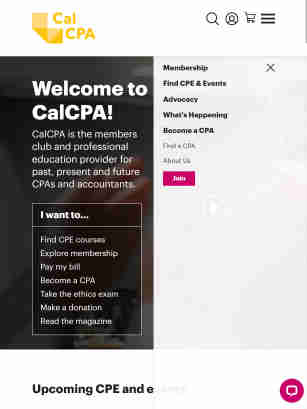 Cal
CPA
Membership
Find CPE & Events
Advocacy
What's Happening
Become a CPA
Find a CPA
About Us
Join
Welcome to
CalCPA!
CalCPA is the members
club and professional
education provider for
past, present and future
CPAs and accountants.
I want to...
Find CPE courses
Explore membership
Pay my bill
Become a CPA
Take the ethics exam
Make a donation
Read the magazine
Upcoming CPE and events